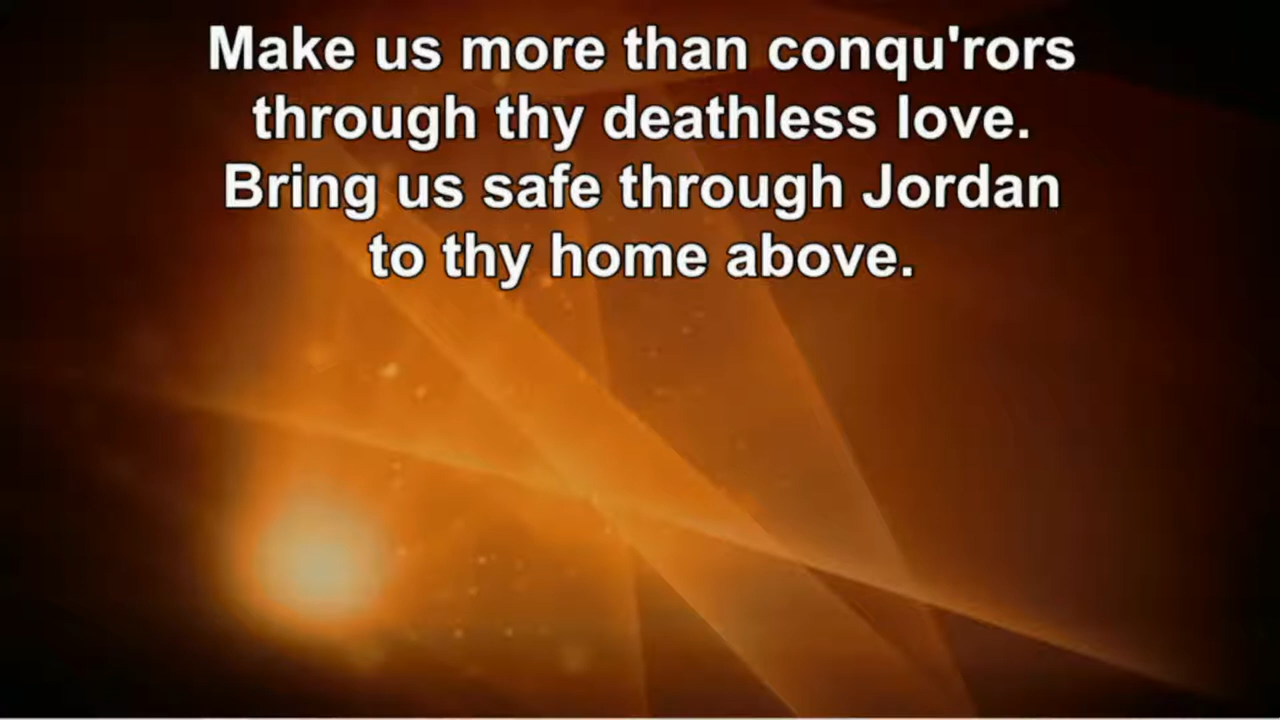 Make us more than conqu'rors
through thy deathless love.
Bring us safe through Jordan
to thy home above.